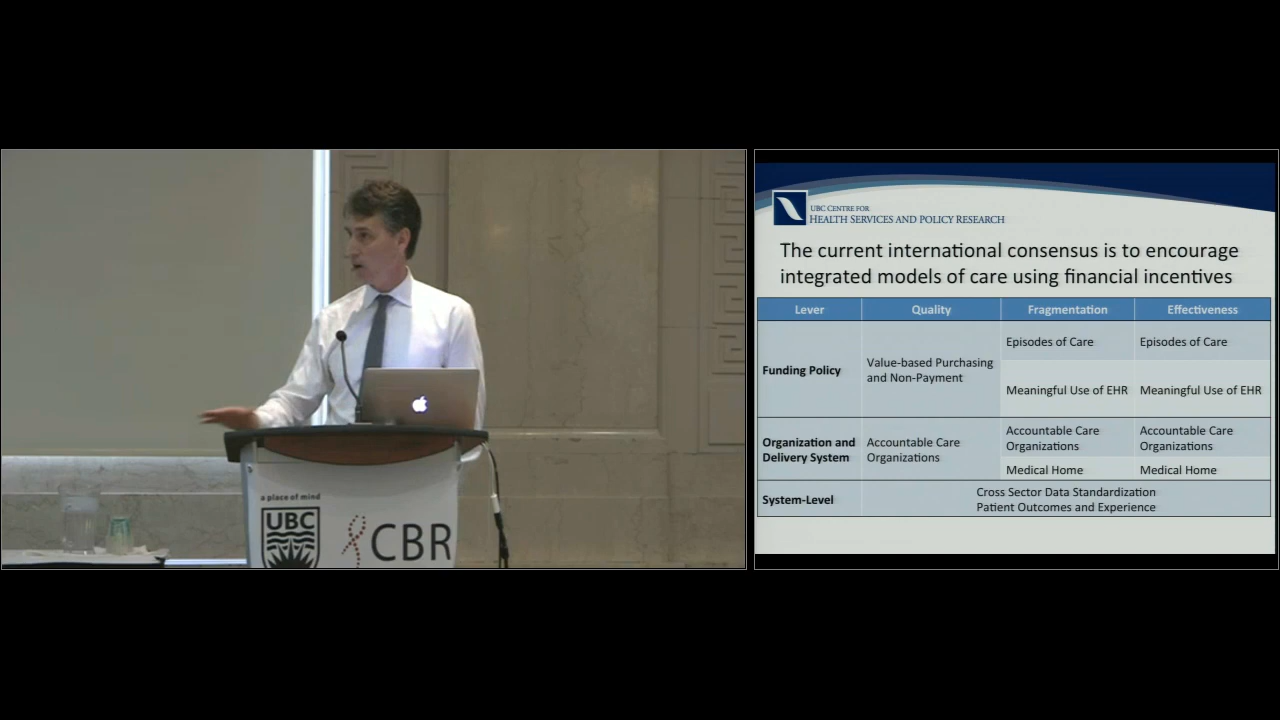 a place of mind
UBC
CBR
UBC CENTRE FOR
HEALTH SERVICES AND POLICY RESEARCH
The current international consensus is to encourage
integrated models of care using financial incentives
Lever Quality Fragmentation Effectiveness
Funding Policy
Value-based Purchasing
and Non-Payment
Episodes of Care
Episodes of Care
Meaningful Use of EHR
Meaningful Use of EHR
Organization and
Delivery System
Accountable Care
Organizations
Accountable Care
Organizations
Accountable Care
Organizations
Medical Home
Medical Home
System-Level
Cross Sector Data Standardization
Patient Outcomes and Experience